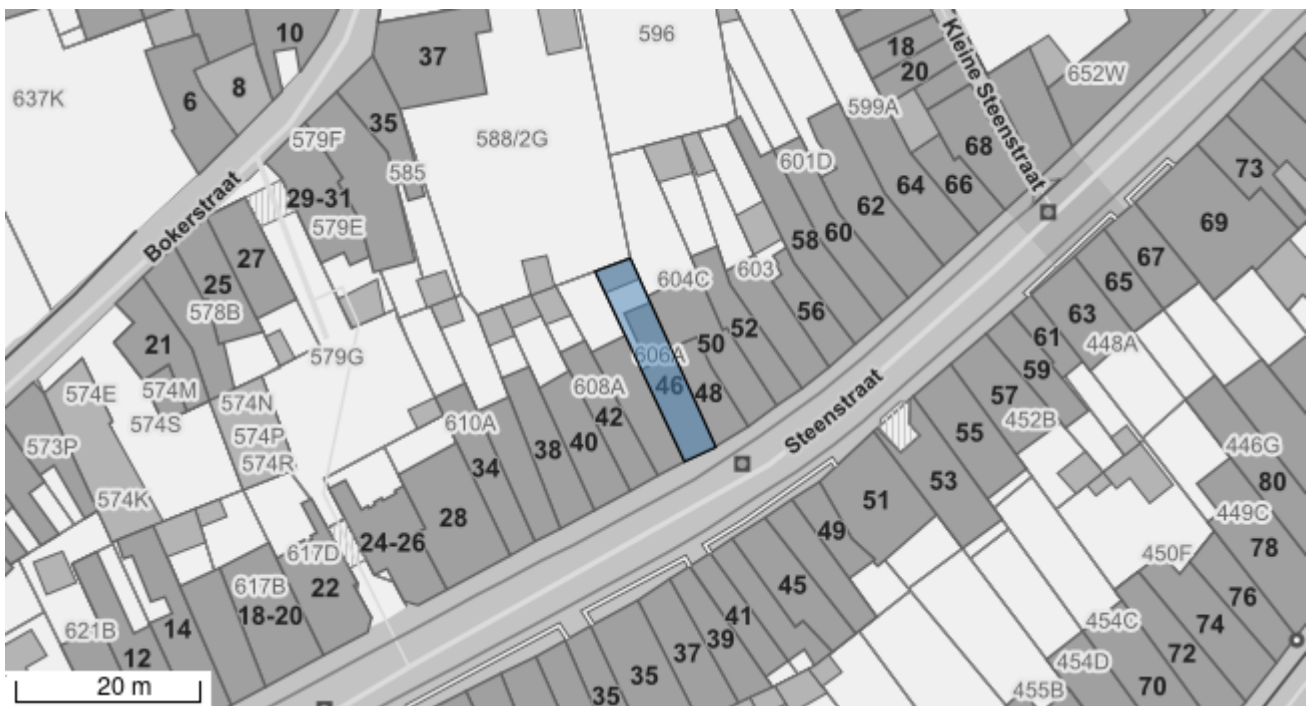 10
37
596
18
20
Kleine Steenstraat
652W
637K
6
8
35
599A
579F
588/2G
68
585
601D
64
66
73
Bokerstraat
29-31
579E
62
69
58
60
27
25
67
604C
603
65
578B
56
63
21
579G
50
52
61
448A
606A
59
574E
574M
574N
608A
46
48
Steenstraat
57
574S
610A
42
452B
55
573P
574P
40
38
446G
574R
34
53
80
574K
51
28
49
449C
24-26
617D
450F
78
617B
22
45
76
621B
14
18-20
41
454C
74
39
37
454D
72
12
35
35
455B
70
20 m